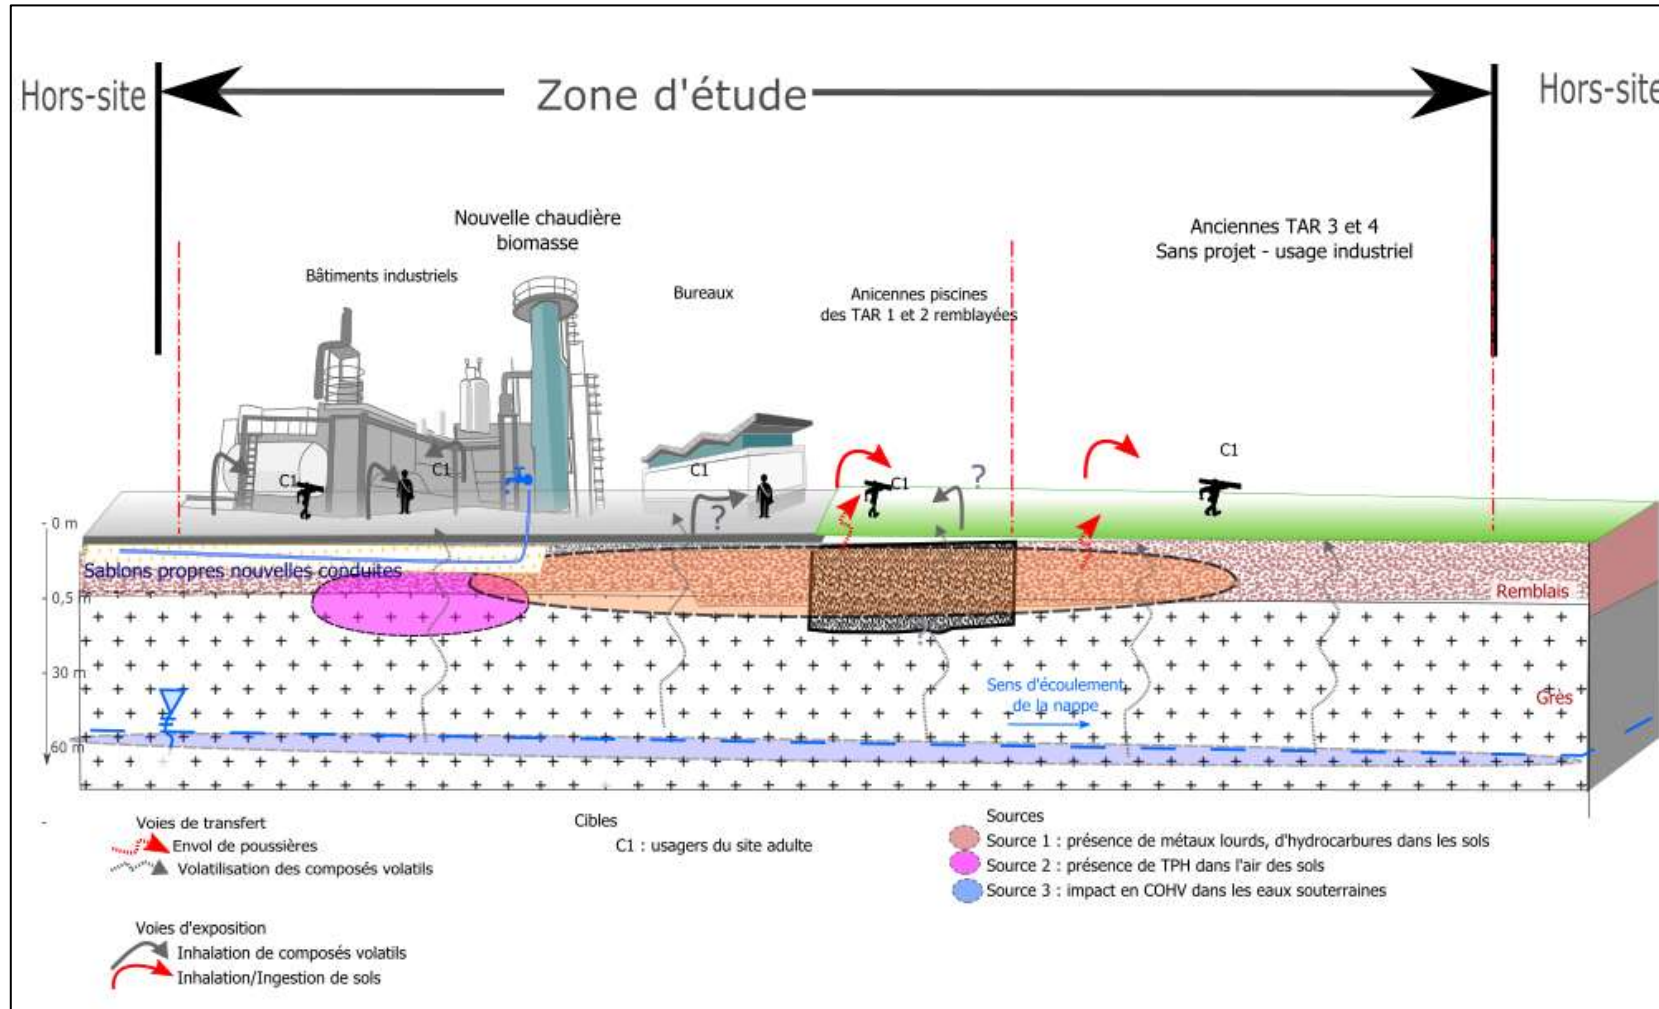 Hors-site
Zone d'étude
Hors-site
Nouvelle chaudière
biomasse
Anciennes TAR 3 et 4
Sans projet - usage industriel
Bâtiments industriels
Bureaux
Anicennes piscines
des TAR 1 et 2 remblayées
C1
C1
C1
C1
C1
?
?
- 0 m
Sablons propres nouvelles conduites
- 0,5 m
Remblais
?
- 30 m
Sens d'écoulement
de la nappe
Grès
60 m
-
Voies de transfert
Envol de poussières
Volatilisation des composés volatils
Cibles
C1 : usagers du site adulte
Sources
Source 1 : présence de métaux lourds, d'hydrocarbures dans les sols
Source 2 : présence de TPH dans l'air des sols
Source 3 : impact en COHV dans les eaux souterraines
Voies d'exposition
Inhalation de composés volatils
Inhalation/Ingestion de sols